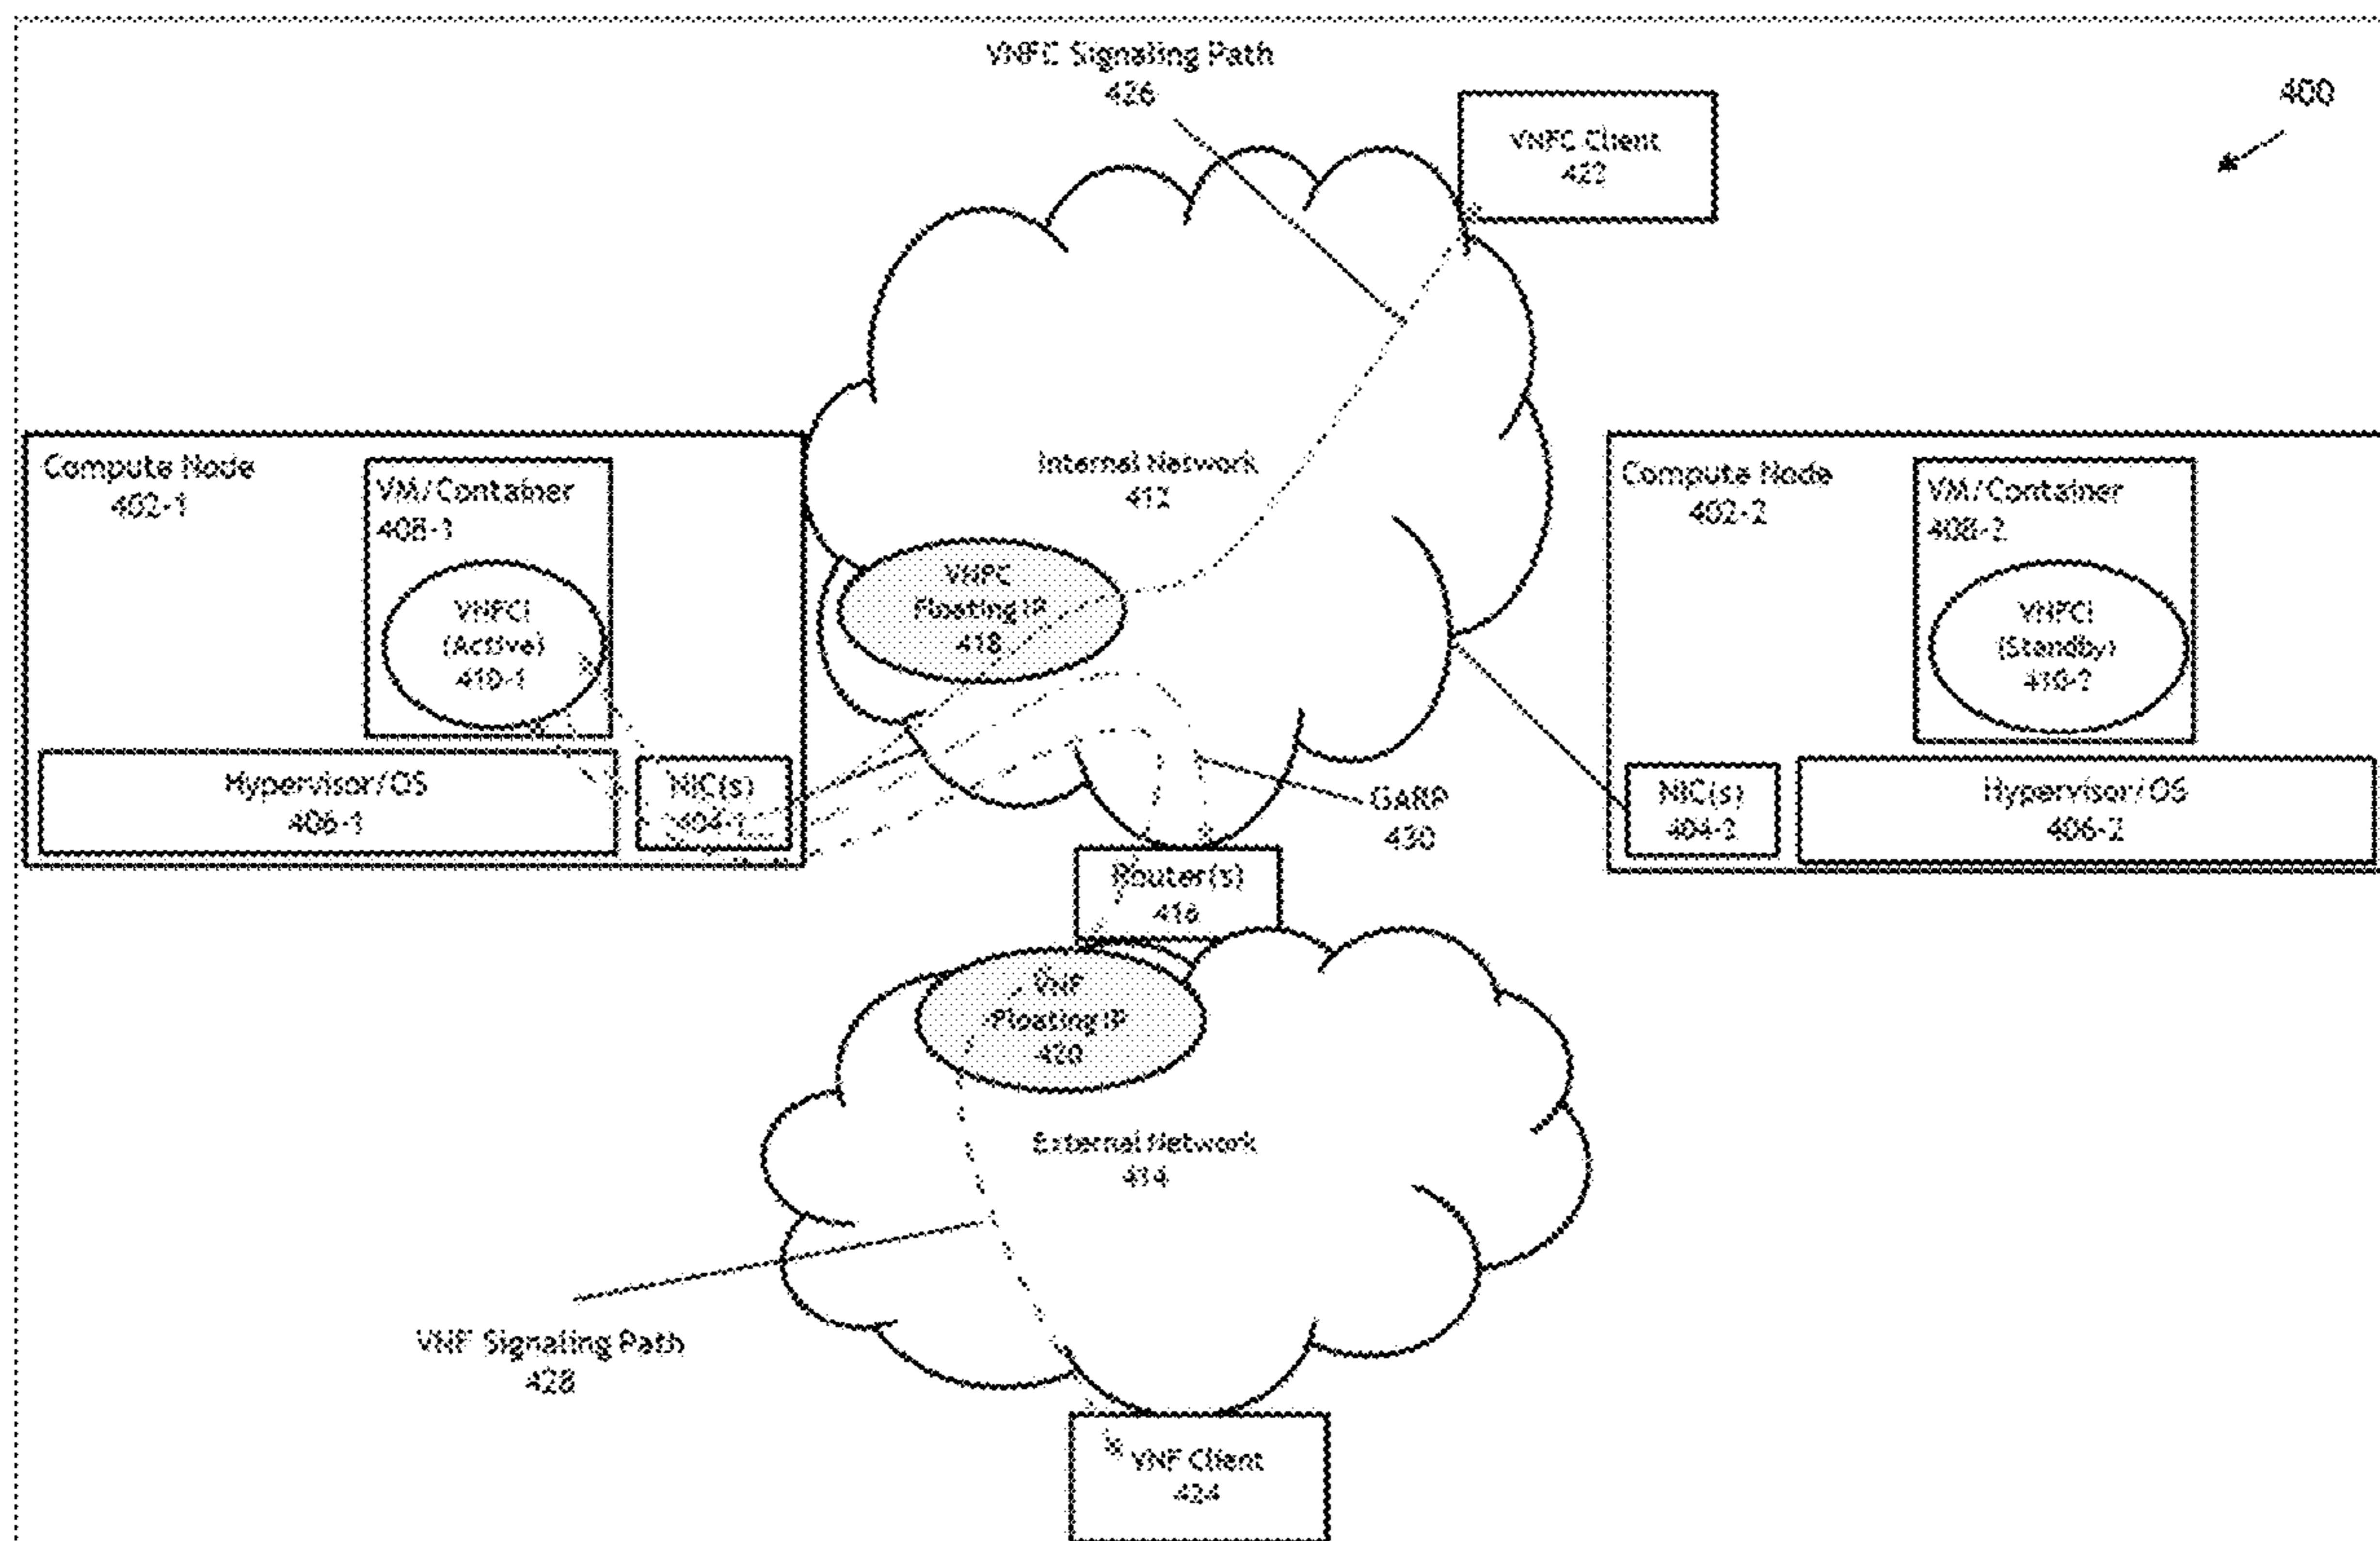 VNFC Signaling Path
426
400
VNFC Client
422
Compute Node
402-1
VM/Container
408-1
VNFCI
(Active)
410-1
Hypervisor/OS
406-1
NIC(s)
404-1
Internal Network
412
VNFC
Floating IP
418
GARP
430
Compute Node
402-2
VM/Container
408-2
VNFCI
(Standby)
410-2
NIC(s)
404-2
Hypervisor/OS
406-2
Router(s)
416
VNF
Floating IP
420
External Network
414
VNF Signaling Path
428
VNF Client
424